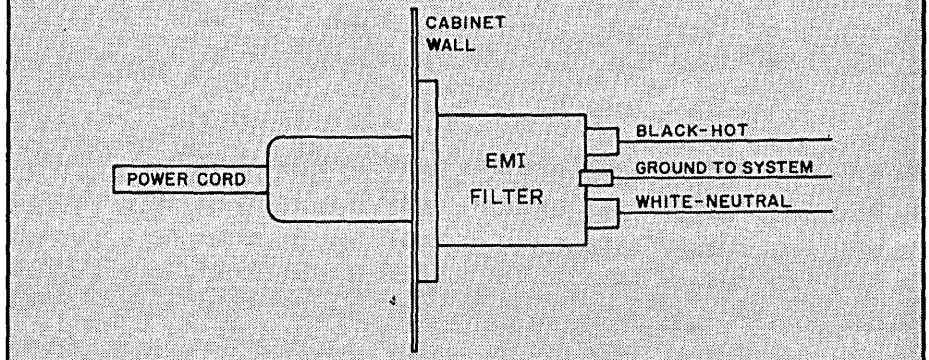 CABINET
WALL
BLACK-HOT
EMI
FILTER
GROUND TO SYSTEM
POWER CORD
WHITE-NEUTRAL